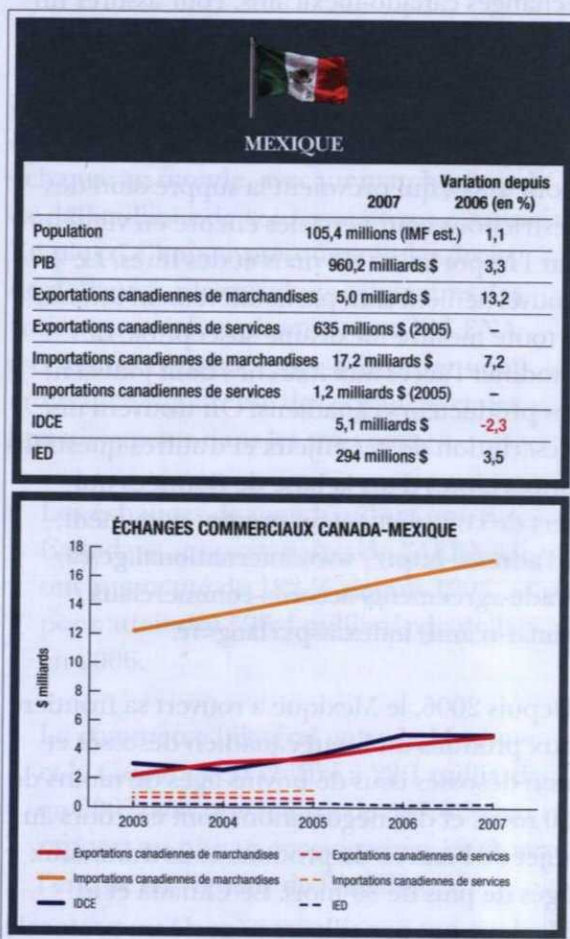 MEXIQUE
Variation depuis
2007 2006 (en %)
Population 105,4 millions (IMF est.) 1,1
PIB 960,2 milliards $ 3,3
Exportations canadiennes de marchandises 5,0 milliards $ 13,2
Exportations canadiennes de services 635 millions $ (2005) –
Importations canadiennes de marchandises 17,2 milliards $ 7,2
Importations canadiennes de services 1,2 milliards $ (2005) –
IDCE 5,1 milliards $ -2,3
IED 294 millions $ 3,5
ÉCHANGES COMMERCIAUX CANADA-MEXIQUE
$ milliards
18
16
14
12
10
8
6
4
2
0
2003 2004 2005 2006 2007
Exportations canadiennes de marchandises Exportations canadiennes de services
Importations canadiennes de marchandises Importations canadiennes de services
IDCE IED